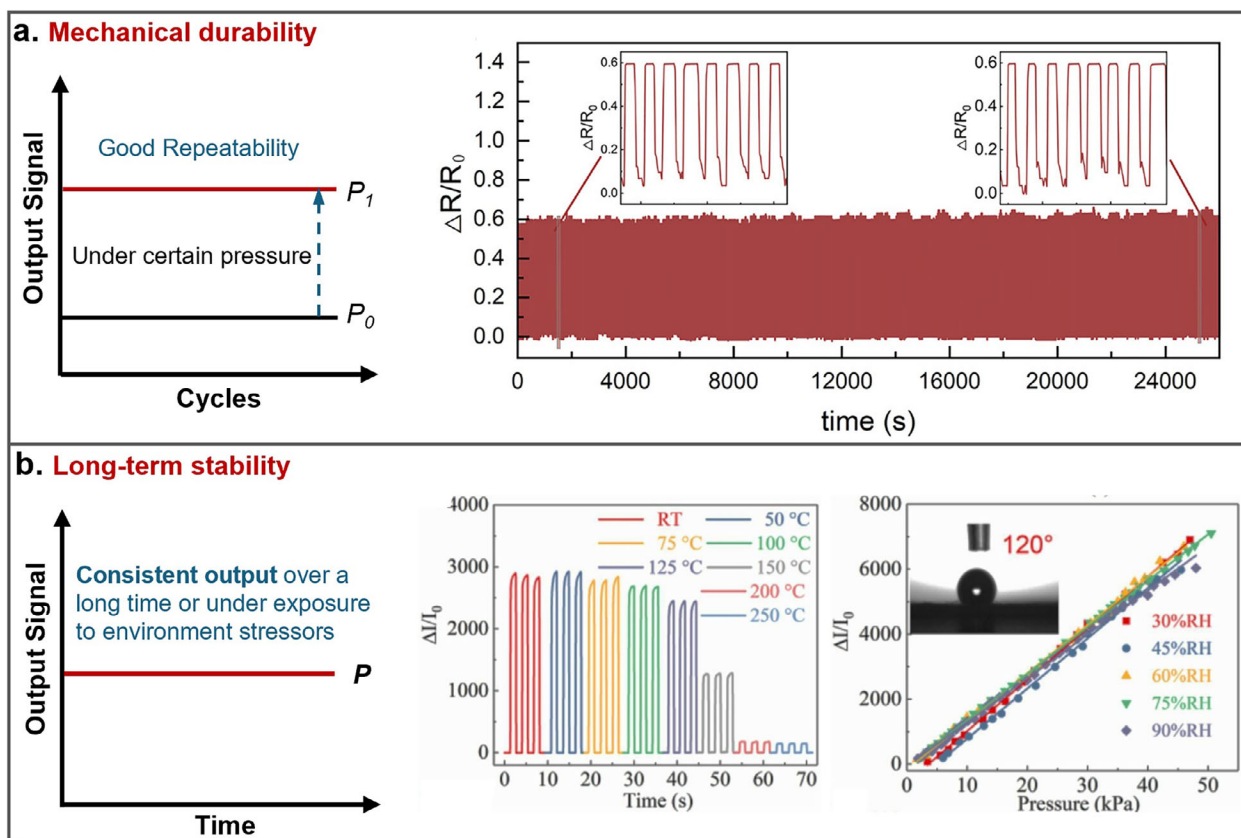 a. Mechanical durability
Output Signal
Good Repeatability
P1
Under certain pressure
P0
Cycles
△R/R0
1.4
1.2
1.0
0.8
0.6
0.4
0.2
0.0
0 4000 8000 12000 16000 20000 24000
time (s)
△R/R0
0.6
0.4
0.2
0.0
△R/R0
0.6
0.4
0.2
0.0
b. Long-term stability
Output Signal
Consistent output over a
long time or under exposure
to environment stressors
P
Time
ΔI/I0
4000
3000
2000
1000
0
RT 50 °C
75 °C 100 °C
125 °C 150 °C
200 °C
250 °C
0 10 20 30 40 50 60 70
Time (s)
ΔI/I0
8000
6000
4000
2000
0
120°
30%RH
45%RH
60%RH
75%RH
90%RH
0 10 20 30 40 50
Pressure (kPa)